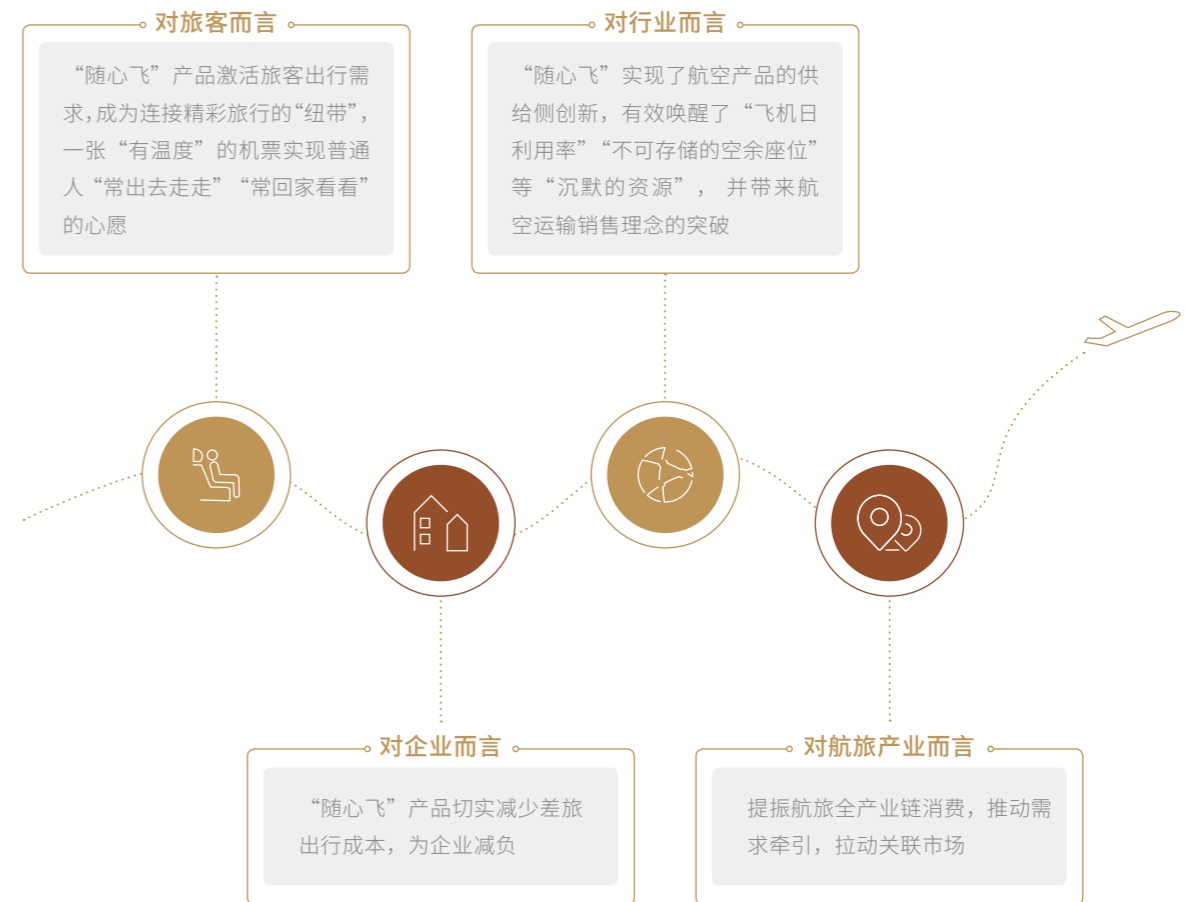 对旅客而言
“随心飞”产品激活旅客出行需
求，成为连接精彩旅行的“纽带”，
一张“有温度”的机票实现普通
人“常出去走走”“常回家看看”
的心愿
对行业而言
“随心飞”实现了航空产品的供
给侧创新，有效唤醒了“飞机日
利用率”“不可存储的空余座位”
等“沉默的资源”，并带来航
空运输销售理念的突破
对企业而言
“随心飞”产品切实减少差旅
出行成本，为企业减负
对航旅产业而言
提振航旅全产业链消费，推动需
求牵引，拉动关联市场